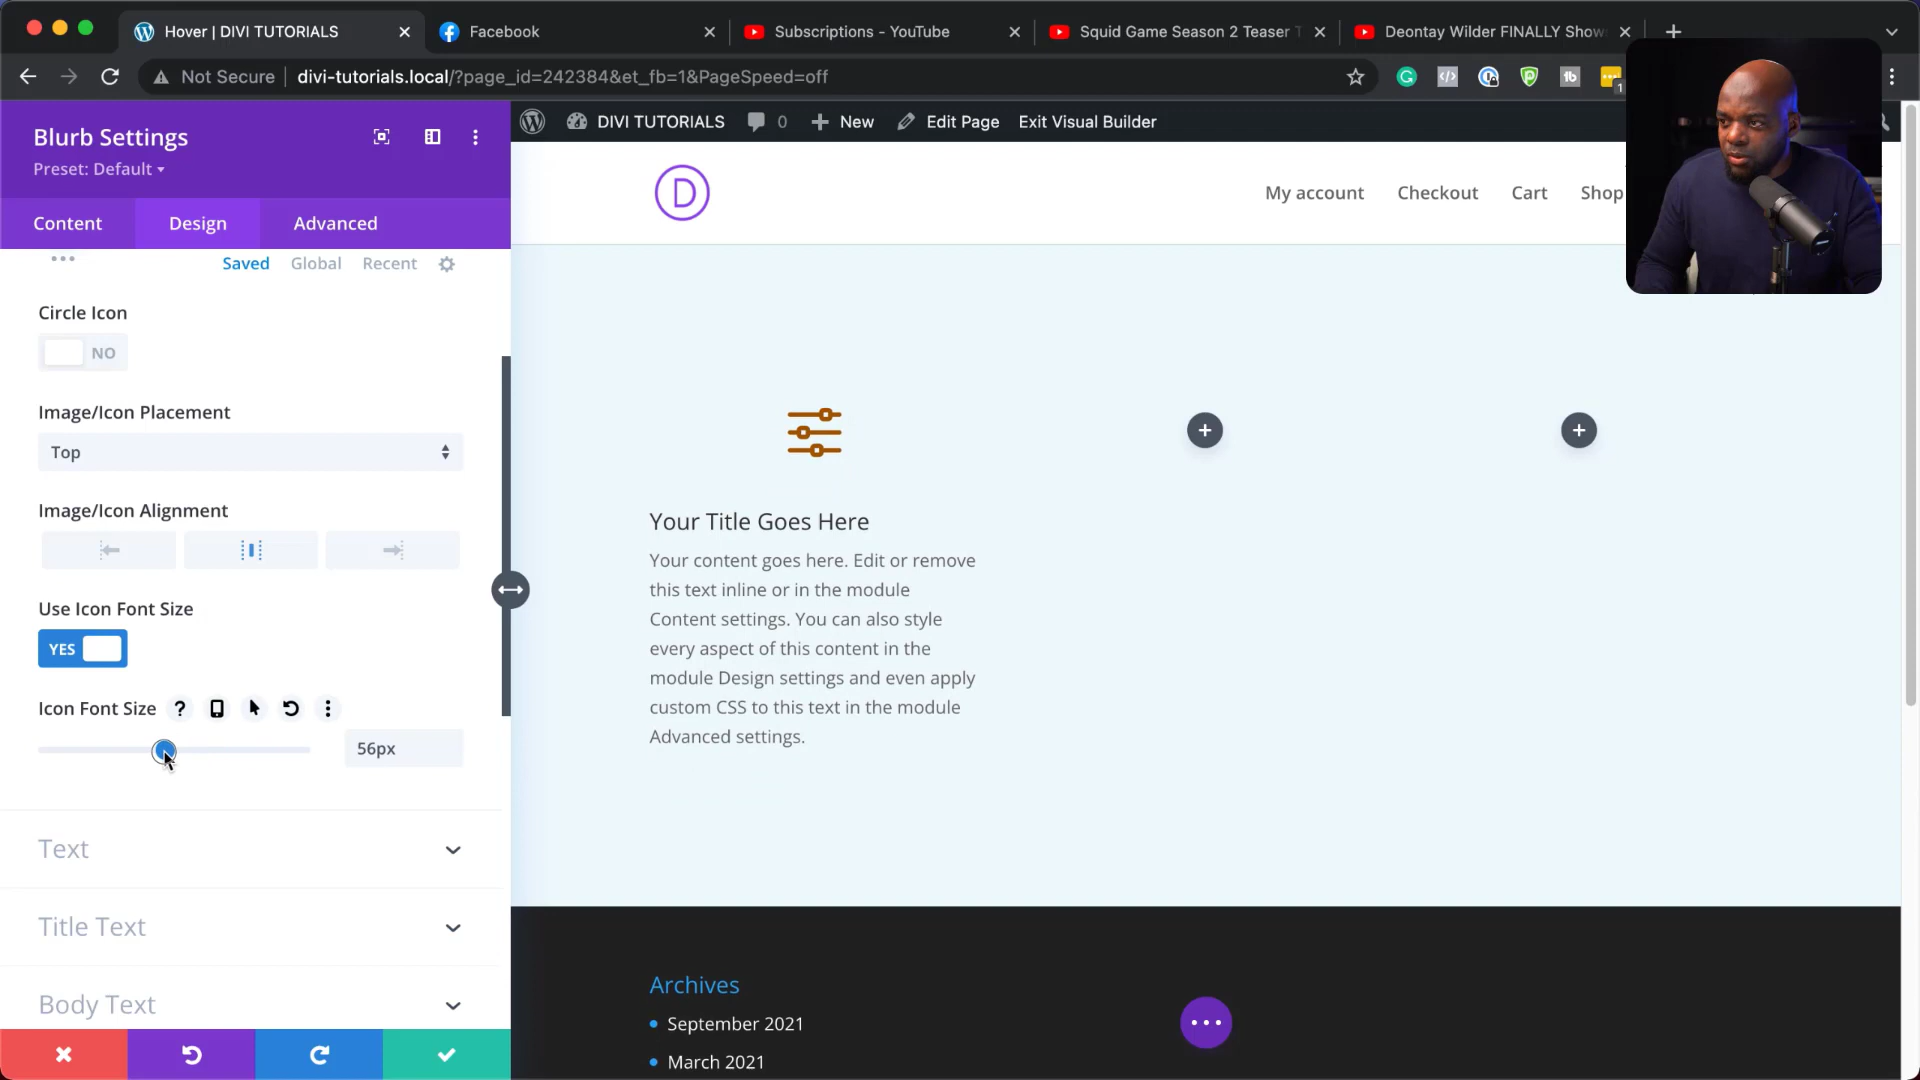 Hover | DIVI TUTORIALS
Facebook
Subscriptions - YouTube
Squid Game Season 2 Teaser T
Deontay Wilder FINALLY Show
Not Secure
divi-tutorials.local/?page_id=242384&et_fb=1&PageSpeed=off
1
Blurb Settings
Preset: Default
DIVI TUTORIALS
0
New
Edit Page
Exit Visual Builder
Content
Design
Advanced
D
My account
Checkout
Cart
Shop
Saved
Global
Recent
Circle Icon
NO
Image/Icon Placement
Top
Image/Icon Alignment
Use Icon Font Size
YES
Icon Font Size
?
56px
Text
Title Text
Body Text
Your Title Goes Here
Your content goes here. Edit or remove
this text inline or in the module
Content settings. You can also style
every aspect of this content in the
module Design settings and even apply
custom CSS to this text in the module
Advanced settings.
Archives
September 2021
March 2021